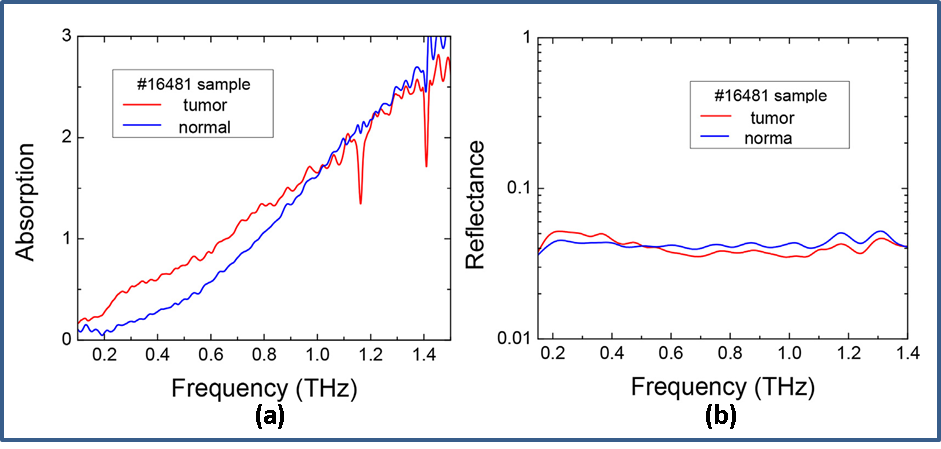 3
2
1
0
Absorption
#16481 sample
tumor
normal
0.2 0.4 0.6 0.8 1.0 1.2 1.4
Frequency (THz)
(a)
1
0.1
0.01
Reflectance
#16481 sample
tumor
norma
0.2 0.4 0.6 0.8 1.0 1.2 1.4
Frequency (THz)
(b)